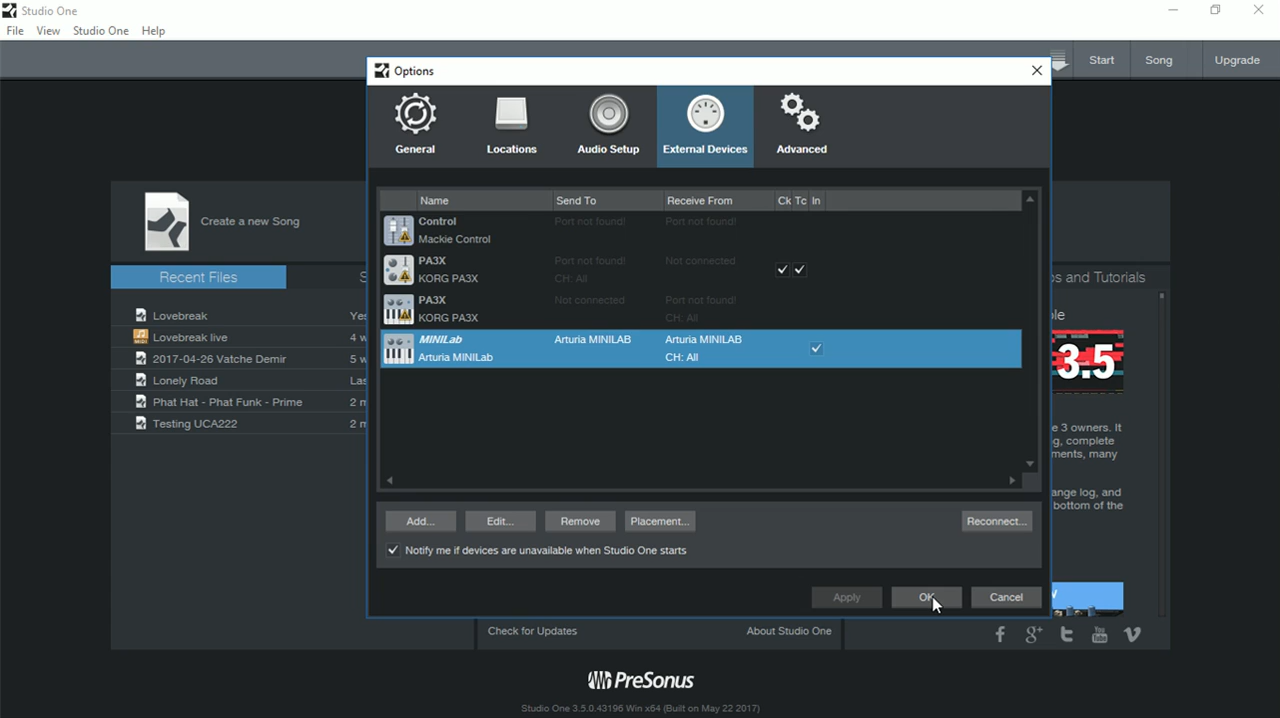 Studio One
File View Studio One Help
Start Song Upgrade
Options
General Locations Audio Setup External Devices Advanced
Name Send To Receive From Ck Tc In
Control Port not found! Port not found!
Mackie Control
PA3X Port not found! Not connected
KORG PA3X CH: All
PA3X Not connected Port not found!
KORG PA3X CH: All
MINILab Arturia MINILAB Arturia MINILAB
Arturia MINILab CH: All
Add... Edit... Remove Placement... Reconnect...
Notify me if devices are unavailable when Studio One starts
Apply OK Cancel
Create a new Song
Recent Files S
Lovebreak Yes
Lovebreak live 4 w
2017-04-26 Vatche Demir 5 w
Lonely Road Las
Phat Hat - Phat Funk - Prime 2 m
Testing UCA222 2 m
s and Tutorials
le
3.5
e 3 owners. It
g, complete
ments, many
ange log, and
bottom of the
Check for Updates About Studio One
PreSonus
Studio One 3.5.0.43196 Win x64 (Built on May 22 2017)